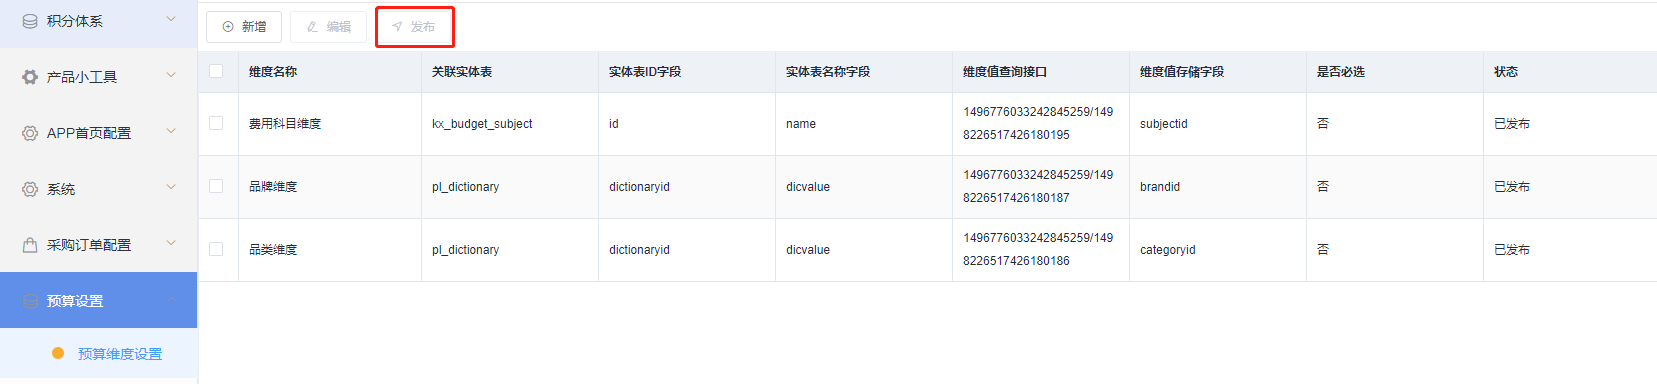 积分体系
产品小工具
APP首页配置
系统
采购订单配置
预算设置
预算维度设置
新增 编辑 发布
维度名称 关联实体表 实体表ID字段 实体表名称字段 维度值查询接口 维度值存储字段 是否必选 状态
费用科目维度 kx_budget_subject id name 1496776033242845259/149 subjectid 否 已发布
8226517426180195
品牌维度 pl_dictionary dictionaryid dicvalue 1496776033242845259/149 brandid 否 已发布
8226517426180187
品类维度 pl_dictionary dictionaryid dicvalue 1496776033242845259/149 categoryid 否 已发布
8226517426180186